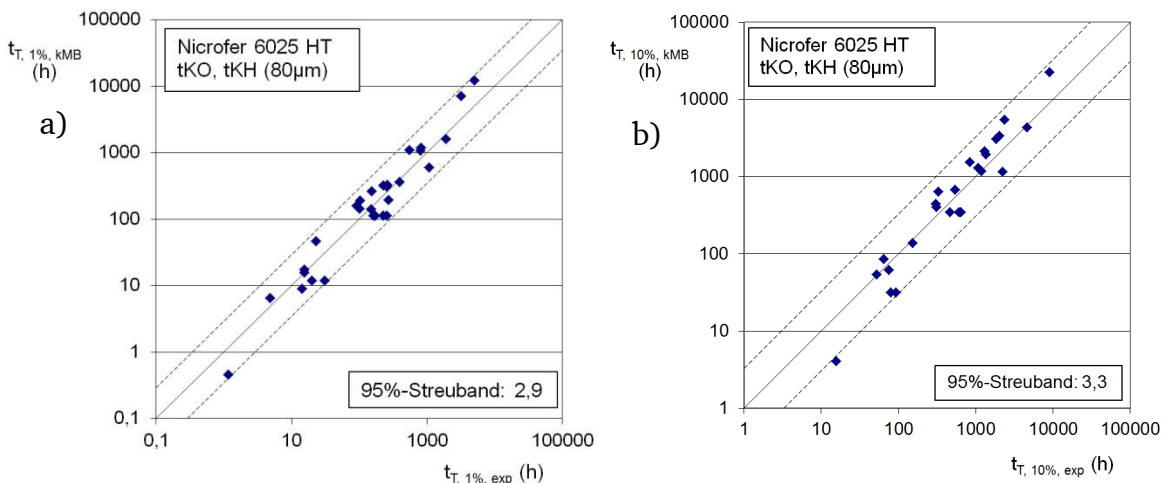 a)
t_T, 1%, kMB
(h)
100000
10000
1000
100
10
1
0,1
Nicrofer 6025 HT
tKO, tKH (80µm)
95%-Streuband: 2,9
0,1
10
1000
100000
t_T, 1%, exp (h)
b)
t_T, 10%, kMB
(h)
100000
10000
1000
100
10
1
Nicrofer 6025 HT
tKO, tKH (80µm)
95%-Streuband: 3,3
1
10
100
1000
10000
100000
t_T, 10%, exp (h)